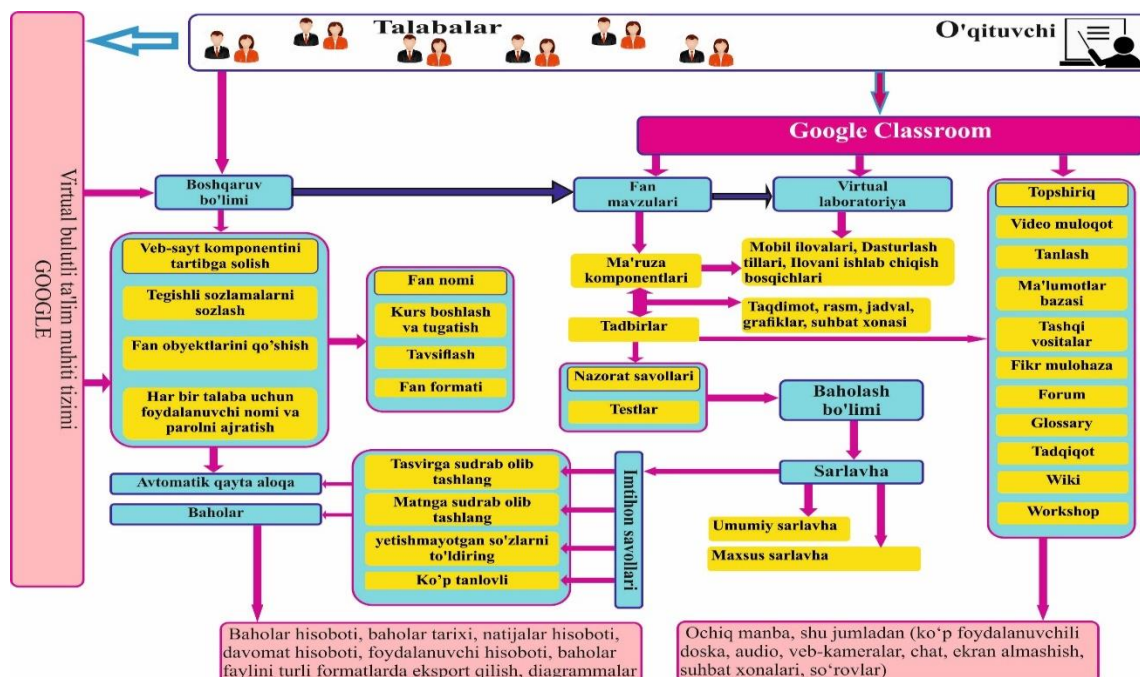 Talabalar
O'qituvchi
Virtual bulutli ta'lim muhiti tizimi
GOOGLE
Google Classroom
Boshqaruv
bo'limi
Fan
mavzulari
Virtual
laboratoriya
Veb-sayt komponentini
tartibga solish
Tegishli sozlamalarni
sozlash
Fan obyektlarini qo'shish
Har bir talaba uchun
foydalanuvchi nomi va
parolni ajratish
Fan nomi
Kurs boshlash
va tugatish
Tavsiflash
Fan formati
Ma'ruza
komponentlari
Mobil ilovalari, Dasturlash
tillari, Ilovani ishlab chiqish
bosqichlari
Taqdimot, rasm, jadval,
grafiklar, suhbat xonasi
Tadbirlar
Nazorat savollari
Testlar
Baholash
bo'limi
Sarlavha
Umumiy sarlavha
Maxsus sarlavha
Topshiriq
Video muloqot
Tanlash
Ma'lumotlar
bazasi
Tashqi
vositalar
Fikr mulohaza
Forum
Glossary
Tadqiqot
Wiki
Workshop
Avtomatik qayta aloqa
Baholar
Tasvirga sudrab olib
tashlang
Matnga sudrab olib
tashlang
yetishmayotgan so'zlarni
to'ldiring
Ko'p tanlovli
Imtihon savollari
Baholar hisoboti, baholar tarixi, natijalar hisoboti,
davomat hisoboti, foydalanuvchi hisoboti, baholar
faylini turli formatlarda eksport qilish, diagrammalar
Ochiq manba, shu jumladan (ko'p foydalanuvchili
doska, audio, veb-kameralar, chat, ekran almashish,
suhbat xonalari, so'rovlar)